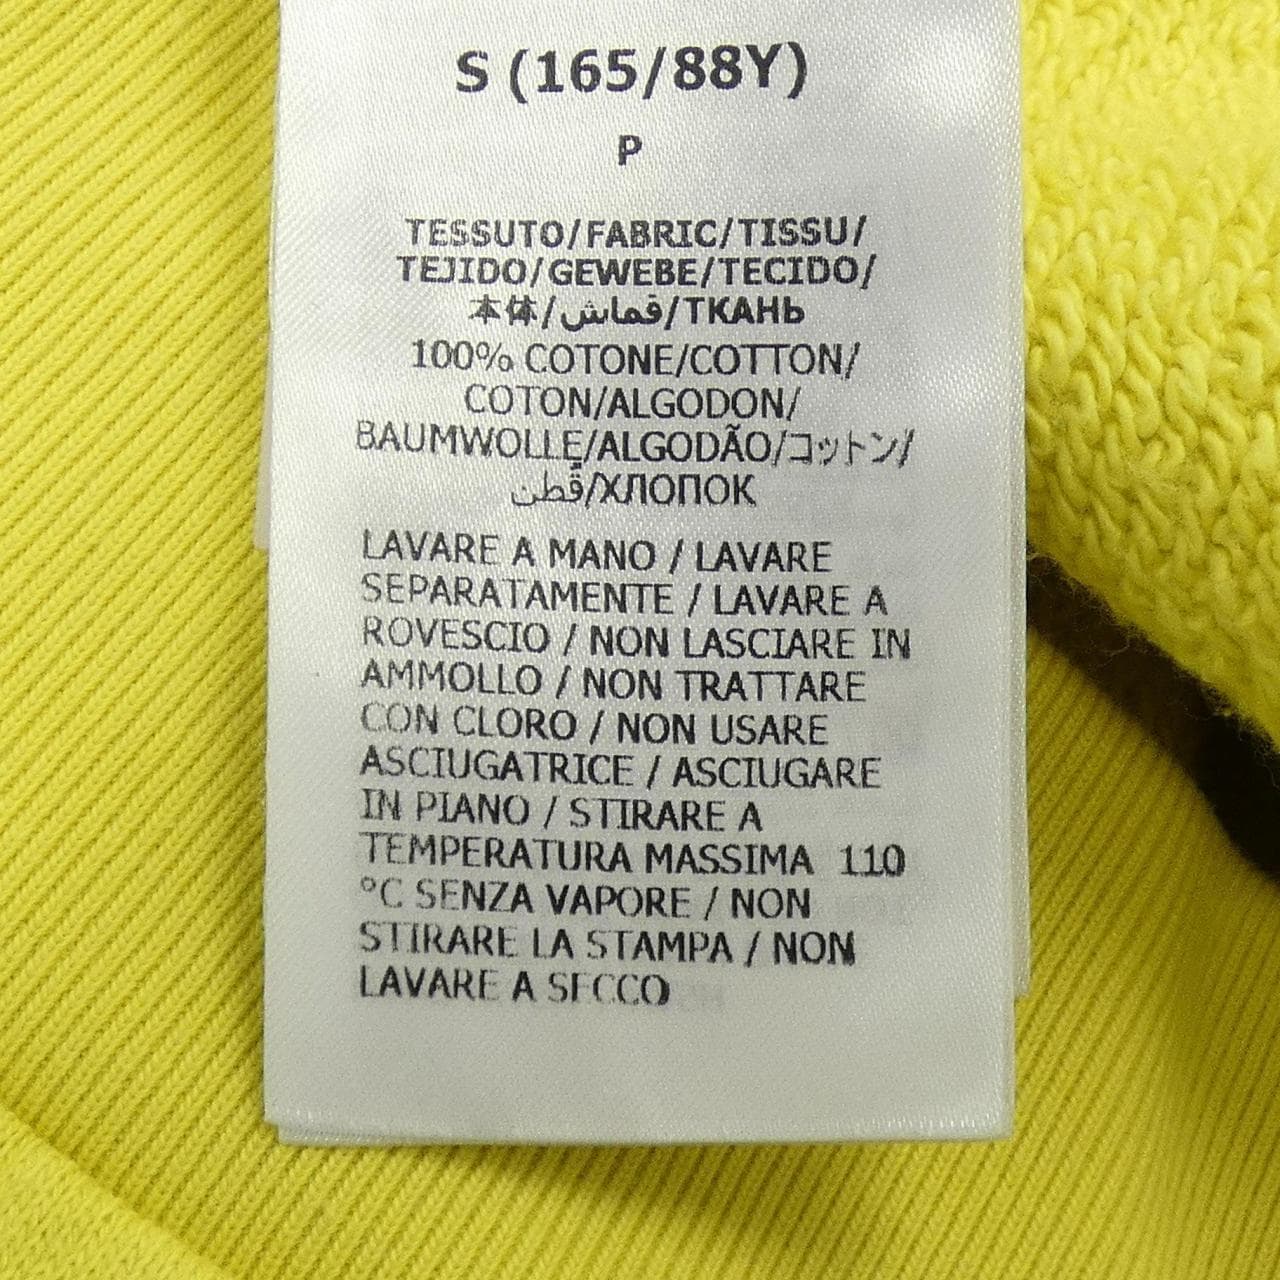 S (165/88Y)
P
TESSUTO/FABRIC/TISSU/
TEJIDO/GEWEBE/TECIDO/
本体/قماش/ТКАНЬ
100% COTONE/COTTON/
COTON/ALGODON/
BAUMWOLLE/ALGODÃO/コットン/
قطن/ХЛОПОК
LAVARE A MANO / LAVARE
SEPARATAMENTE / LAVARE A
ROVESCIO / NON LASCIARE IN
AMMOLLO / NON TRATTARE
CON CLORO / NON USARE
ASCIUGATRICE / ASCIUGARE
IN PIANO / STIRARE A
TEMPERATURA MASSIMA 110
°C SENZA VAPORE / NON
STIRARE LA STAMPA / NON
LAVARE A SECCO